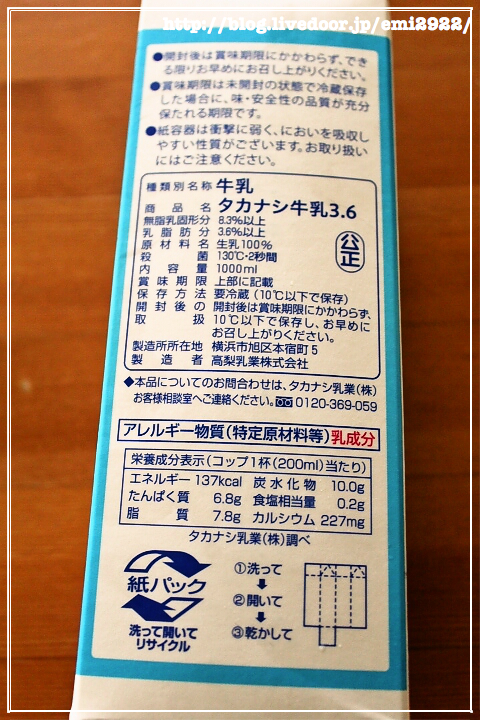 http://blog.livedoor.jp/emi2922/
●開封後は賞味期限にかかわらず、でき
る限りお早めにお召し上がりください。
●賞味期限は未開封の状態で冷蔵保存
した場合に、味・安全性の品質が充分
保たれる期限です。
●紙容器は衝撃に弱く、においを吸収し
やすい性質がございます。お取り扱い
にはご注意ください。
種類別名称 牛乳
商品名 タカナシ牛乳3.6
無脂乳固形分 8.3%以上
乳脂肪分 3.6%以上
原材料名 生乳100%
殺菌 130℃・2秒間
内容量 1000ml
賞味期限 上部に記載
保存方法 要冷蔵(10℃以下で保存)
開封後の 開封後は賞味期限にかかわらず、
取扱 10℃以下で保存し、お早めに
お召し上がりください。
製造所所在地 横浜市旭区本宿町5
製造者 高梨乳業株式会社
公正
◆本品についてのお問合わせは、タカナシ乳業(株)
お客様相談室へご連絡ください。0120-369-059
アレルギー物質(特定原材料等)乳成分
栄養成分表示(コップ1杯(200ml)当たり)
エネルギー 137kcal 炭水化物 10.0g
たんぱく質 6.8g 食塩相当量 0.2g
脂質 7.8g カルシウム 227mg
タカナシ乳業(株)調べ
紙パック
洗って開いて
リサイクル
①洗って
②開いて
③乾かして